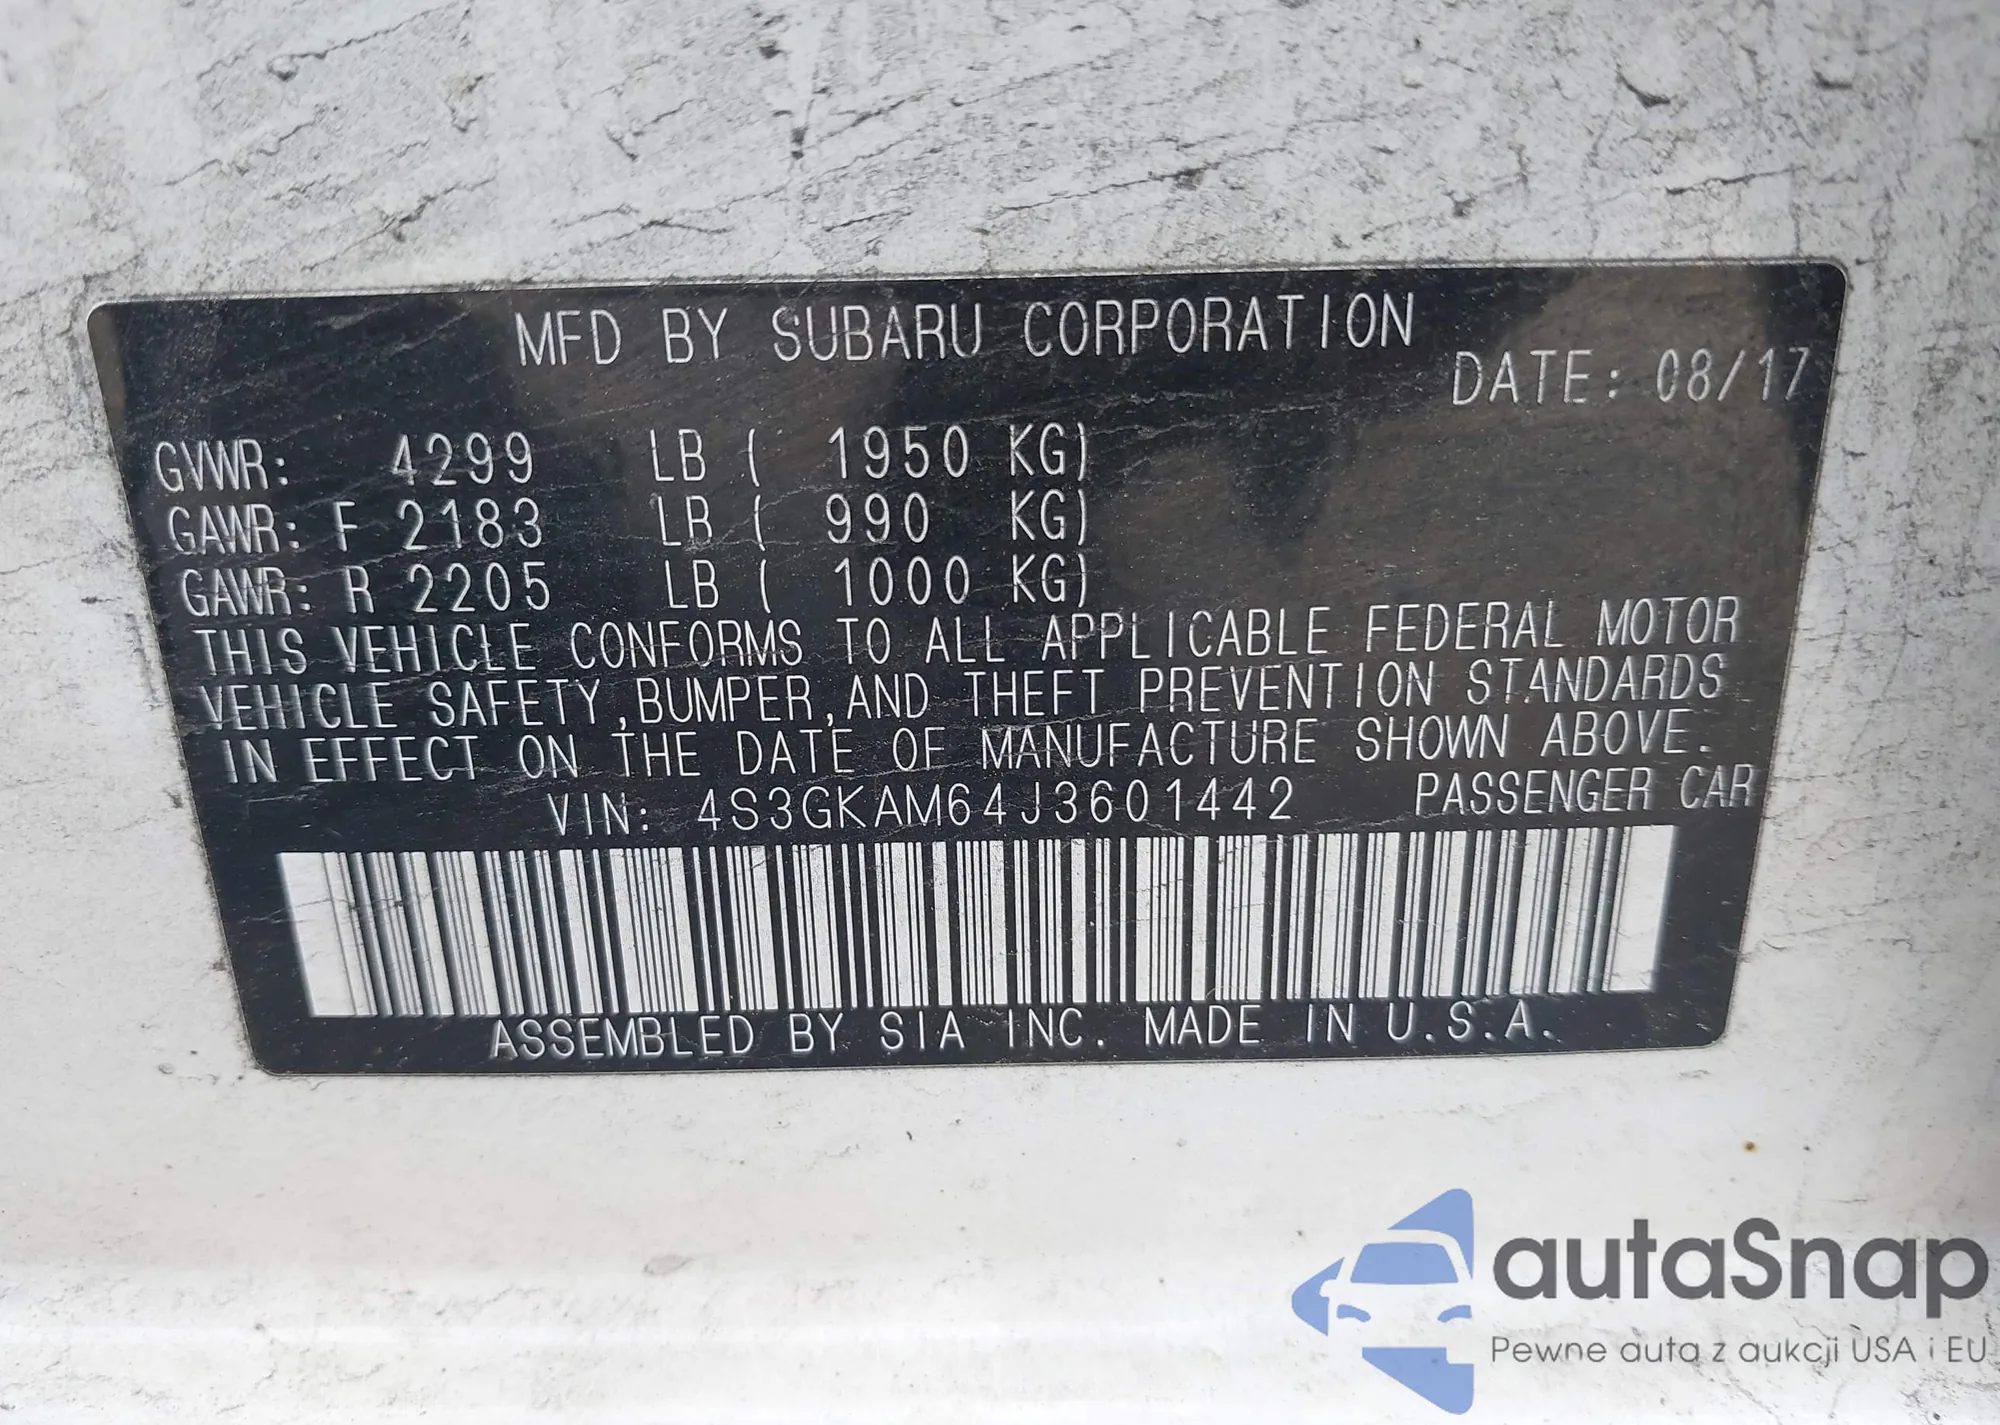 MFD BY SUBARU CORPORATION
DATE: 08/17
GVWR: 4299 LB ( 1950 KG)
GAWR: F 2183 LB ( 990 KG)
GAWR: R 2205 LB ( 1000 KG)
THIS VEHICLE CONFORMS TO ALL APPLICABLE FEDERAL MOTOR
VEHICLE SAFETY,BUMPER,AND THEFT PREVENTION STANDARDS
IN EFFECT ON THE DATE OF MANUFACTURE SHOWN ABOVE.
VIN: 4S3GKAM64J3601442 PASSENGER CAR
ASSEMBLED BY SIA INC. MADE IN U.S.A.
autaSnap
Pewne auta z aukcji USA i EU